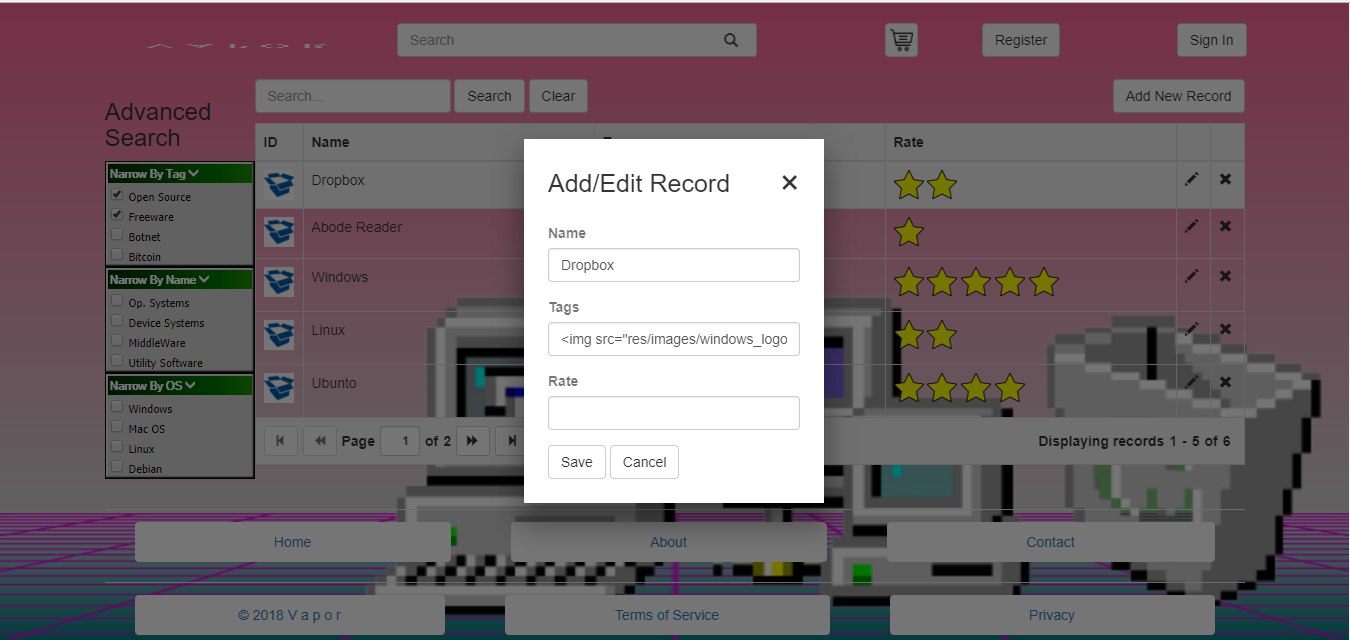 V A P O R
Search
Register
Sign In
Advanced
Search
Search...
Search
Clear
Add New Record
ID
Name
Rate
Narrow By Tag
Open Source
Freeware
Botnet
Bitcoin
Narrow By Name
Op. Systems
Device Systems
MiddleWare
Utility Software
Narrow By OS
Windows
Mac OS
Linux
Debian
Dropbox
Abode Reader
Windows
Linux
Ubunto
Page 1 of 2
Displaying records 1 - 5 of 6
Add/Edit Record
Name
Dropbox
Tags
<img src="res/images/windows_logo
Rate
Save
Cancel
Home
About
Contact
© 2018 V a p o r
Terms of Service
Privacy